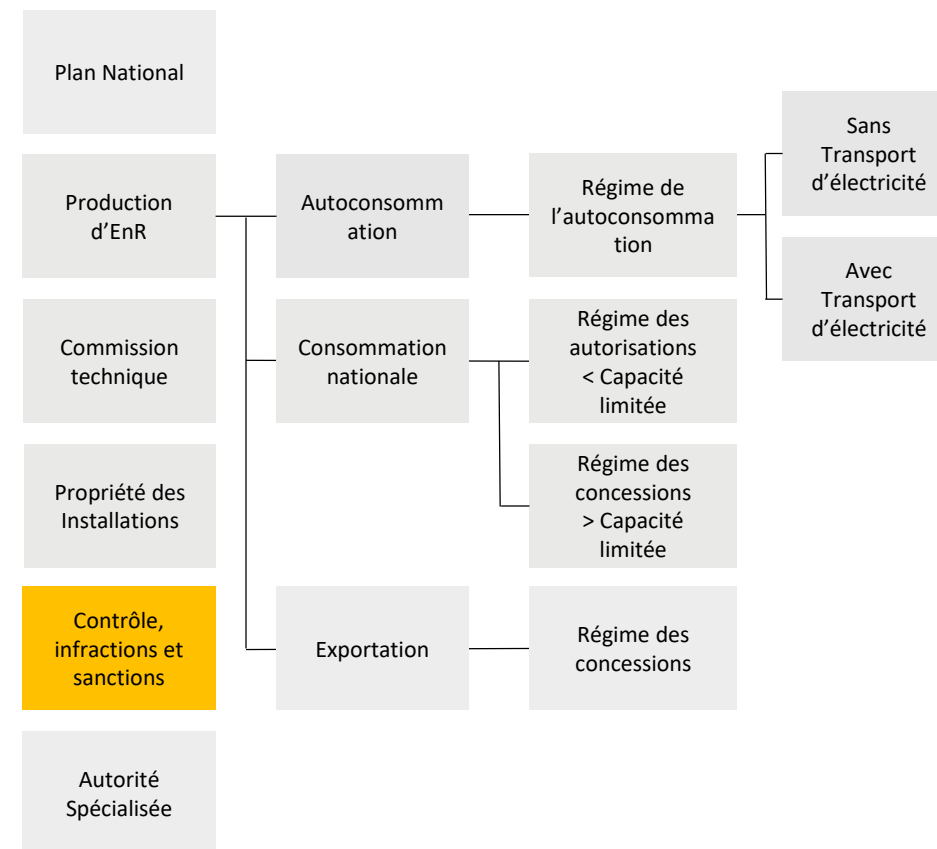 Plan National
Production
d’EnR
Autoconsomm
ation
Régime de
l’autoconsomma
tion
Sans
Transport
d’électricité
Avec
Transport
d’électricité
Commission
technique
Consommation
nationale
Régime des
autorisations
< Capacité
limitée
Propriété des
Installations
Régime des
concessions
> Capacité
limitée
Contrôle,
infractions et
sanctions
Exportation
Régime des
concessions
Autorité
Spécialisée